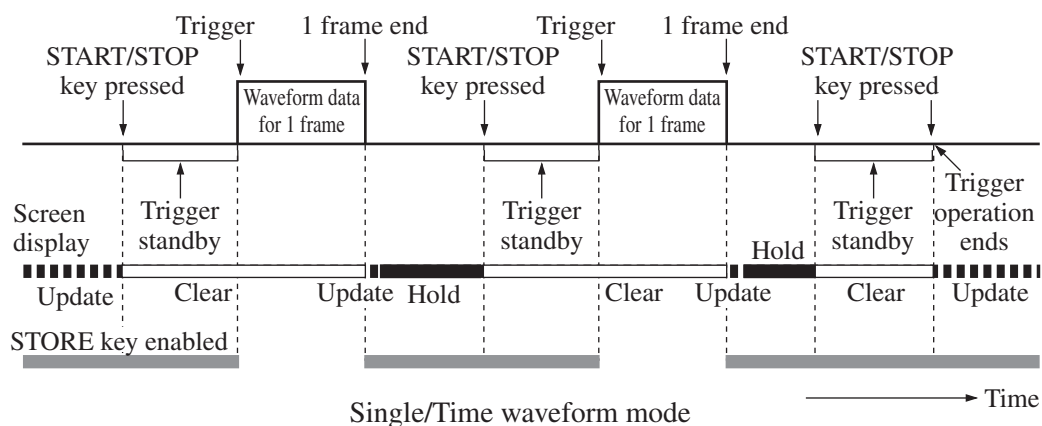 Trigger
1 frame end
Trigger
1 frame end
START/STOP
key pressed
START/STOP
key pressed
START/STOP
key pressed
Waveform data
for 1 frame
Waveform data
for 1 frame
Screen
display
Trigger
standby
Trigger
standby
Trigger
standby
Trigger
operation
ends
Hold
Update
Clear
Update
Hold
Clear
Update
Clear
Update
STORE key enabled
Time
Single/Time waveform mode